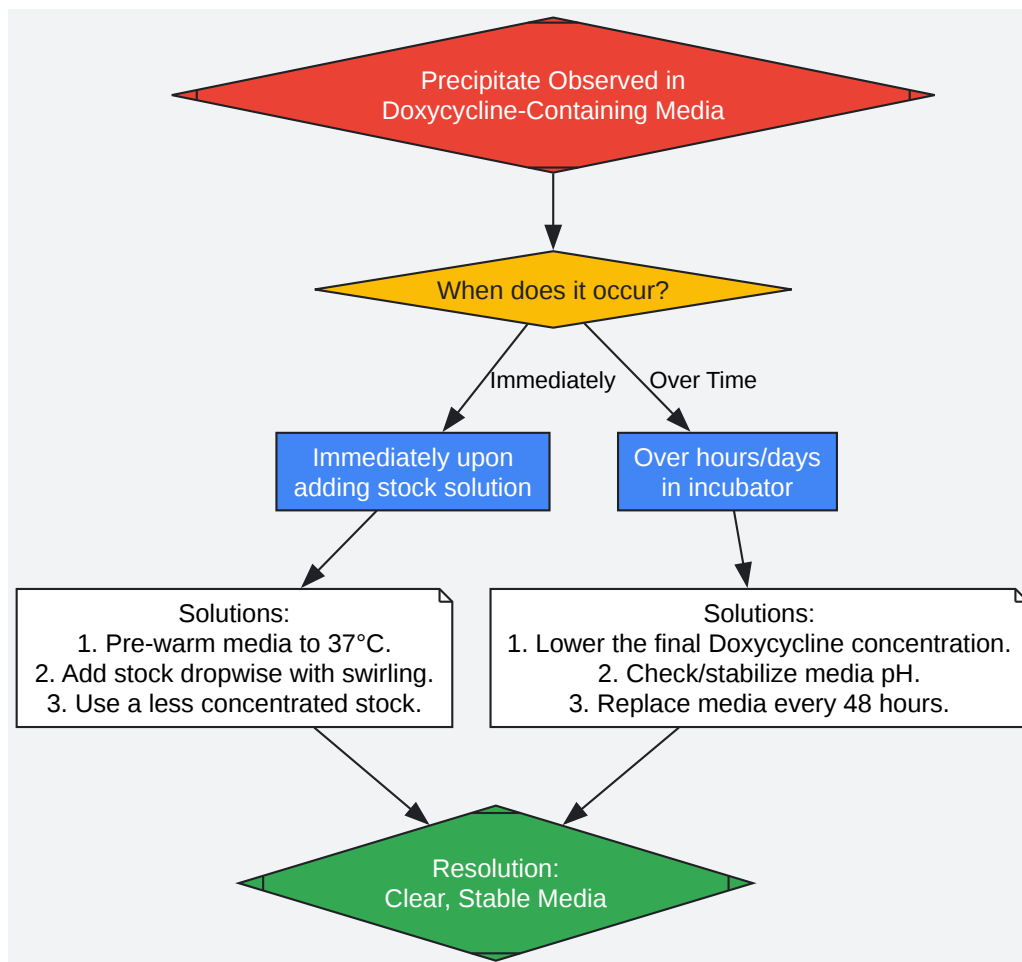 Precipitate Observed in
Doxycycline-Containing Media
When does it occur?
Immediately
Over Time
Immediately upon
adding stock solution
Over hours/days
in incubator
Solutions:
1. Pre-warm media to 37°C.
2. Add stock dropwise with swirling.
3. Use a less concentrated stock.
Solutions:
1. Lower the final Doxycycline concentration.
2. Check/stabilize media pH.
3. Replace media every 48 hours.
Resolution:
Clear, Stable Media